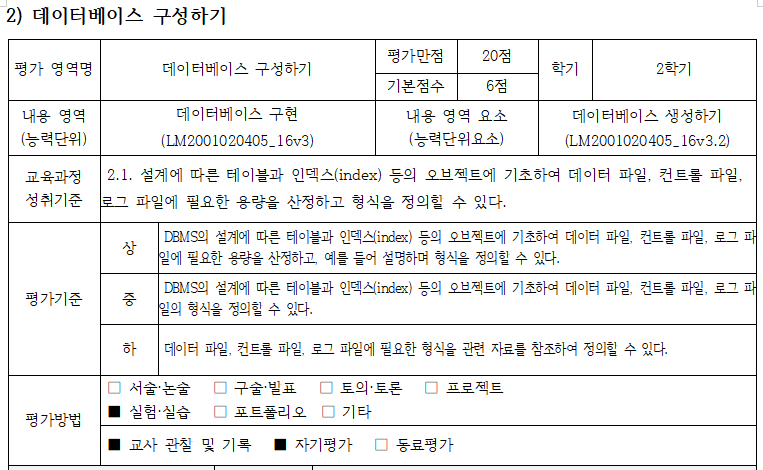 2) 데이터베이스 구성하기
평가 영역명 데이터베이스 구성하기 평가만점 20점 학기 2학기
기본점수 6점
내용 영역 데이터베이스 구현 내용 영역 요소 데이터베이스 생성하기
(능력단위) (LM2001020405_16v3) (능력단위요소) (LM2001020405_16v3.2)
교육과정 2.1. 설계에 따른 테이블과 인덱스(index) 등의 오브젝트에 기초하여 데이터 파일, 컨트롤 파일,
성취기준 로그 파일에 필요한 용량을 산정하고 형식을 정의할 수 있다.
평가기준
상 DBMS의 설계에 따른 테이블과 인덱스(index) 등의 오브젝트에 기초하여 데이터 파일, 컨트롤 파일, 로그 파
일에 필요한 용량을 산정하고, 예를 들어 설명하며 형식을 정의할 수 있다.
중 DBMS의 설계에 따른 테이블과 인덱스(index) 등의 오브젝트에 기초하여 데이터 파일, 컨트롤 파일, 로그 파
일의 형식을 정의할 수 있다.
하 데이터 파일, 컨트롤 파일, 로그 파일에 필요한 형식을 관련 자료를 참조하여 정의할 수 있다.
평가방법
□ 서술·논술 □ 구술·발표 □ 토의·토론 □ 프로젝트
■ 실험·실습 □ 포트폴리오 □ 기타
■ 교사 관찰 및 기록 ■ 자기평가 □ 동료평가